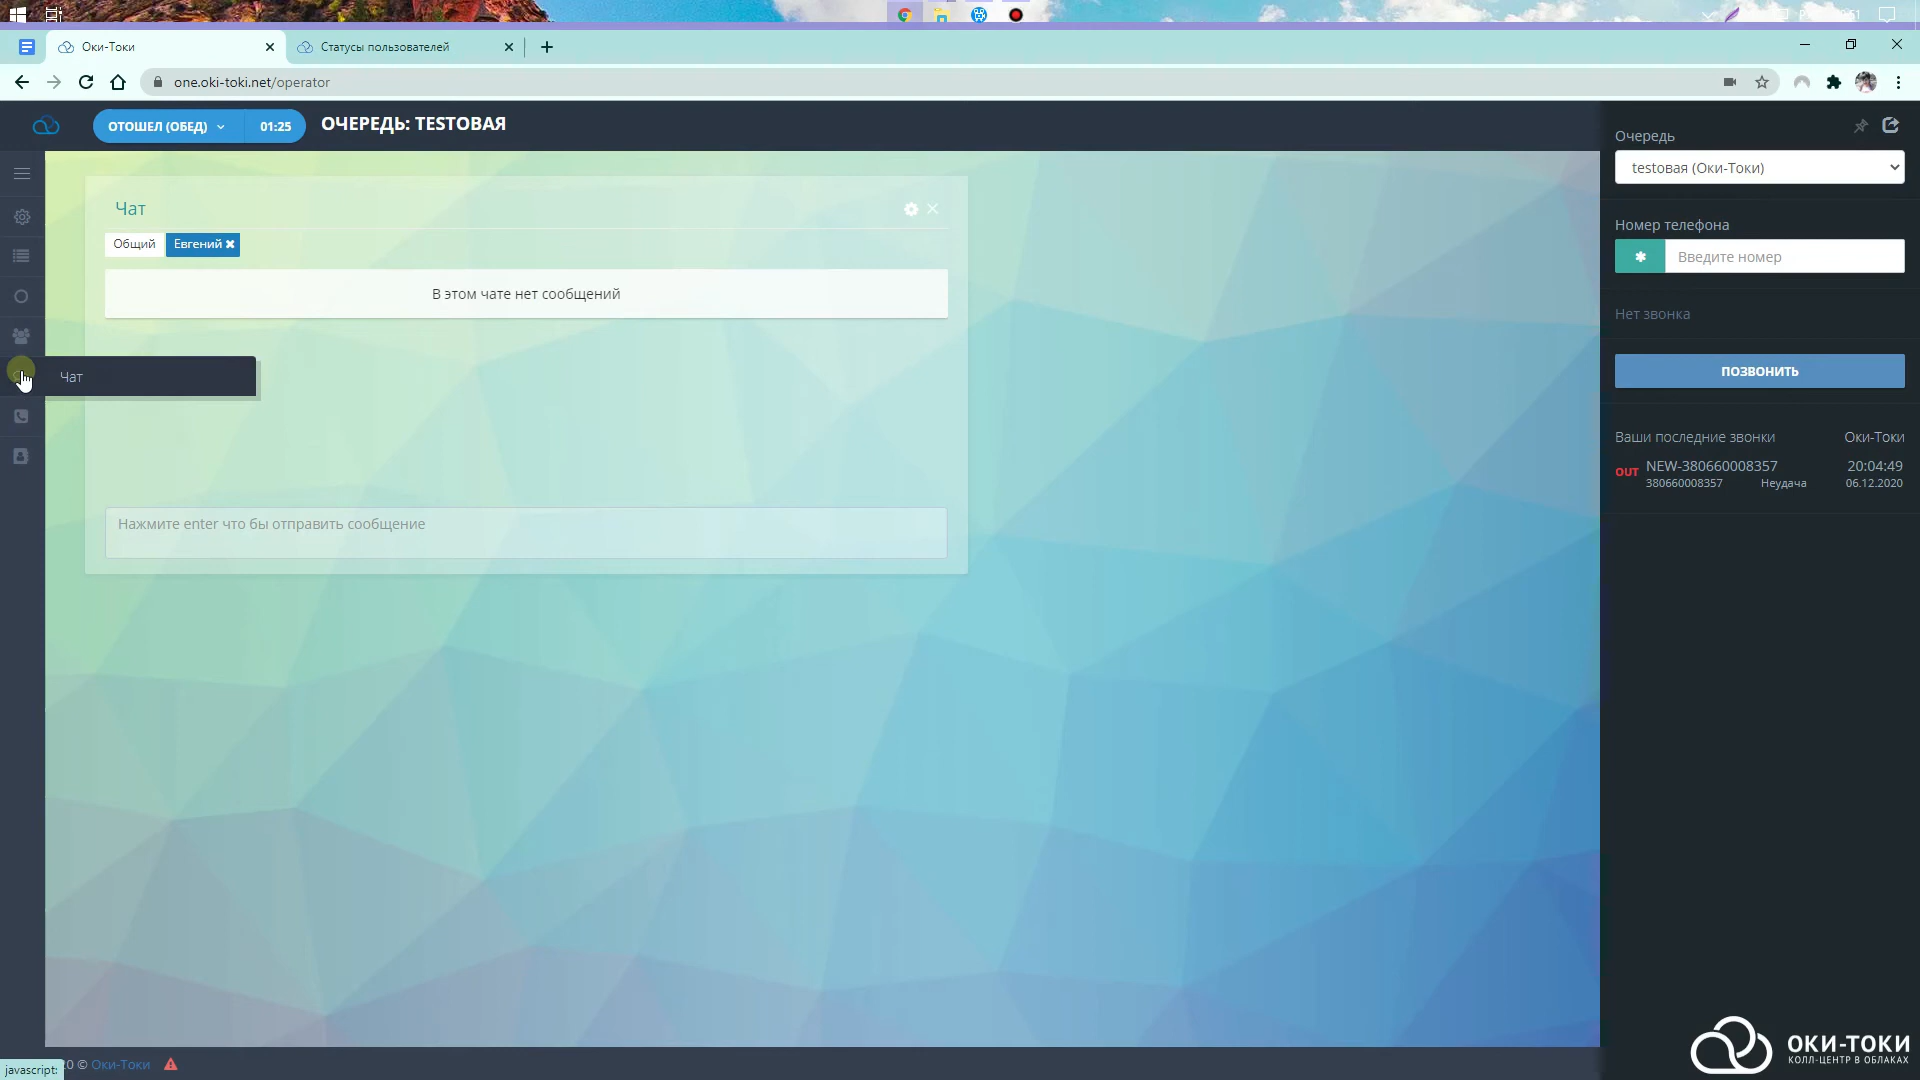 Оки-Токи
Статусы пользователей
one.oki-toki.net/operator
ОТОШЕЛ (ОБЕД)
01:25
ОЧЕРЕДЬ: TESTОВАЯ
Очередь
testовая (Оки-Токи)
Номер телефона
Введите номер
Нет звонка
ПОЗВОНИТЬ
Ваши последние звонки
Оки-Токи
OUT
NEW-380660008357
20:04:49
380660008357
Неудача
06.12.2020
Чат
Общий
Евгений
В этом чате нет сообщений
Чат
Нажмите enter что бы отправить сообщение
© Оки-Токи
javascript:
ОКИ-ТОКИ
КОЛЛ-ЦЕНТР В ОБЛАКАХ